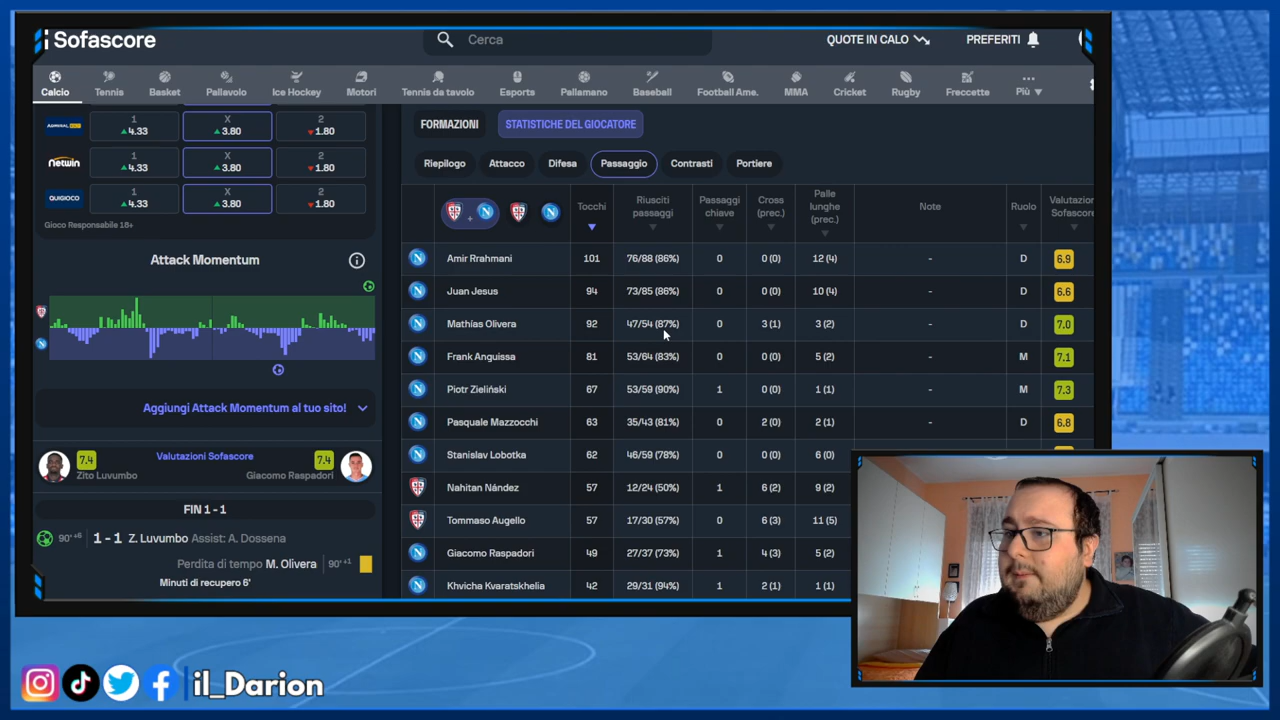 Sofascore
Cerca
QUOTE IN CALO
PREFERITI
Calcio
Tennis
Basket
Pallavolo
Ice Hockey
Motori
Tennis da tavolo
Esports
Pallamano
Baseball
Football Ame.
MMA
Cricket
Rugby
Freccette
Più
ADMIRALBET
1 X 2
4.33 3.80 1.80
netwin
1 X 2
4.33 3.80 1.80
QUIGIOCO
1 X 2
4.33 3.80 1.80
Gioco Responsabile 18+
Attack Momentum
Aggiungi Attack Momentum al tuo sito!
7.4 Valutazioni Sofascore 7.4
Zito Luvumbo Giacomo Raspadori
FIN 1 - 1
90'+6 1 - 1 Z. Luvumbo Assist: A. Dossena
Perdita di tempo M. Olivera 90'+1
Minuti di recupero 6'
FORMAZIONI STATISTICHE DEL GIOCATORE
Riepilogo Attacco Difesa Passaggio Contrasti Portiere
+ Tocchi Riusciti passaggi Passaggi chiave Cross (prec.) Palle lunghe (prec.) Note Ruolo Valutazione Sofascore
Amir Rrahmani 101 76/88 (86%) 0 0 (0) 12 (4) - D 6.9
Juan Jesus 94 73/85 (86%) 0 0 (0) 10 (4) - D 6.6
Mathías Olivera 92 47/54 (87%) 0 3 (1) 3 (2) - D 7.0
Frank Anguissa 81 53/64 (83%) 0 0 (0) 5 (2) - M 7.1
Piotr Zieliński 67 53/59 (90%) 1 0 (0) 1 (1) - M 7.3
Pasquale Mazzocchi 63 35/43 (81%) 0 2 (0) 2 (1) - D 6.8
Stanislav Lobotka 62 46/59 (78%) 0 0 (0) 6 (0)
Nahitan Nández 57 12/24 (50%) 1 6 (2) 9 (2)
Tommaso Augello 57 17/30 (57%) 0 6 (3) 11 (5)
Giacomo Raspadori 49 27/37 (73%) 1 4 (3) 5 (2)
Khvicha Kvaratskhelia 42 29/31 (94%) 1 2 (1) 1 (1)
il_Darion